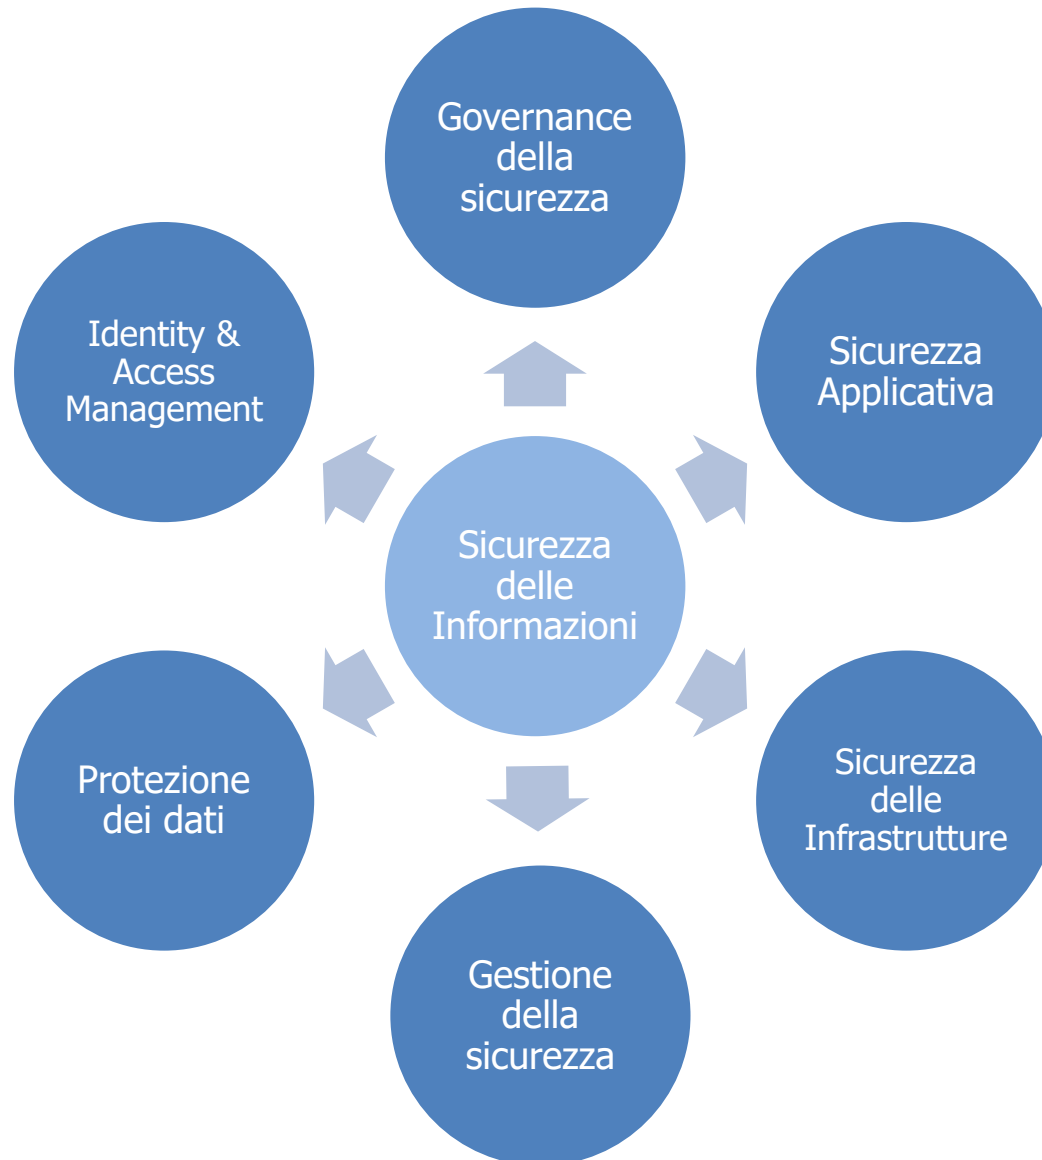 Governance
della
sicurezza
Identity &
Access
Management
Sicurezza
Applicativa
Sicurezza
delle
Informazioni
Protezione
dei dati
Sicurezza
delle
Infrastrutture
Gestione
della
sicurezza